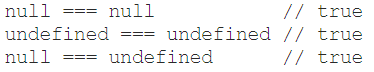 null === null            // true
undefined === undefined // true
null === undefined       // true